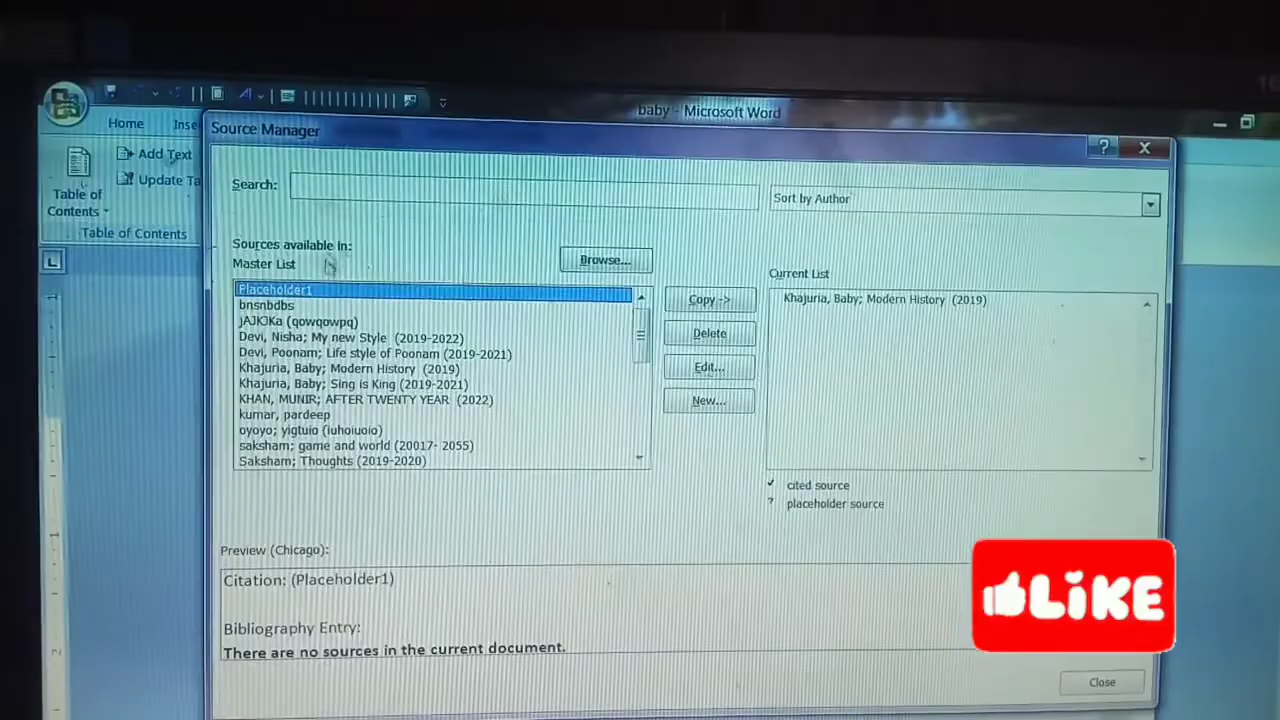 baby - Microsoft Word
Home
Source Manager
Add Text
Table of
Contents
Table of Contents
Search:
Sort by Author
Sources available in:
Master List
Browse...
Current List
Placeholder1
bnsnbdbs
jAJKJKa (qowqowpq)
Devi, Nisha; My new Style (2019-2022)
Devi, Poonam; Life style of Poonam (2019-2021)
Khajuria, Baby; Modern History (2019)
Khajuria, Baby; Sing is King (2019-2021)
KHAN, MUNIR; AFTER TWENTY YEAR (2022)
kumar, pardeep
oyoyo; yigtuio (iuhoiuoio)
saksham; game and world (20017- 2055)
Saksham; Thoughts (2019-2020)
Copy ->
Delete
Edit...
New...
Khajuria, Baby; Modern History (2019)
cited source
? placeholder source
Preview (Chicago):
Citation: (Placeholder1)
Bibliography Entry:
There are no sources in the current document.
LIKE
Close